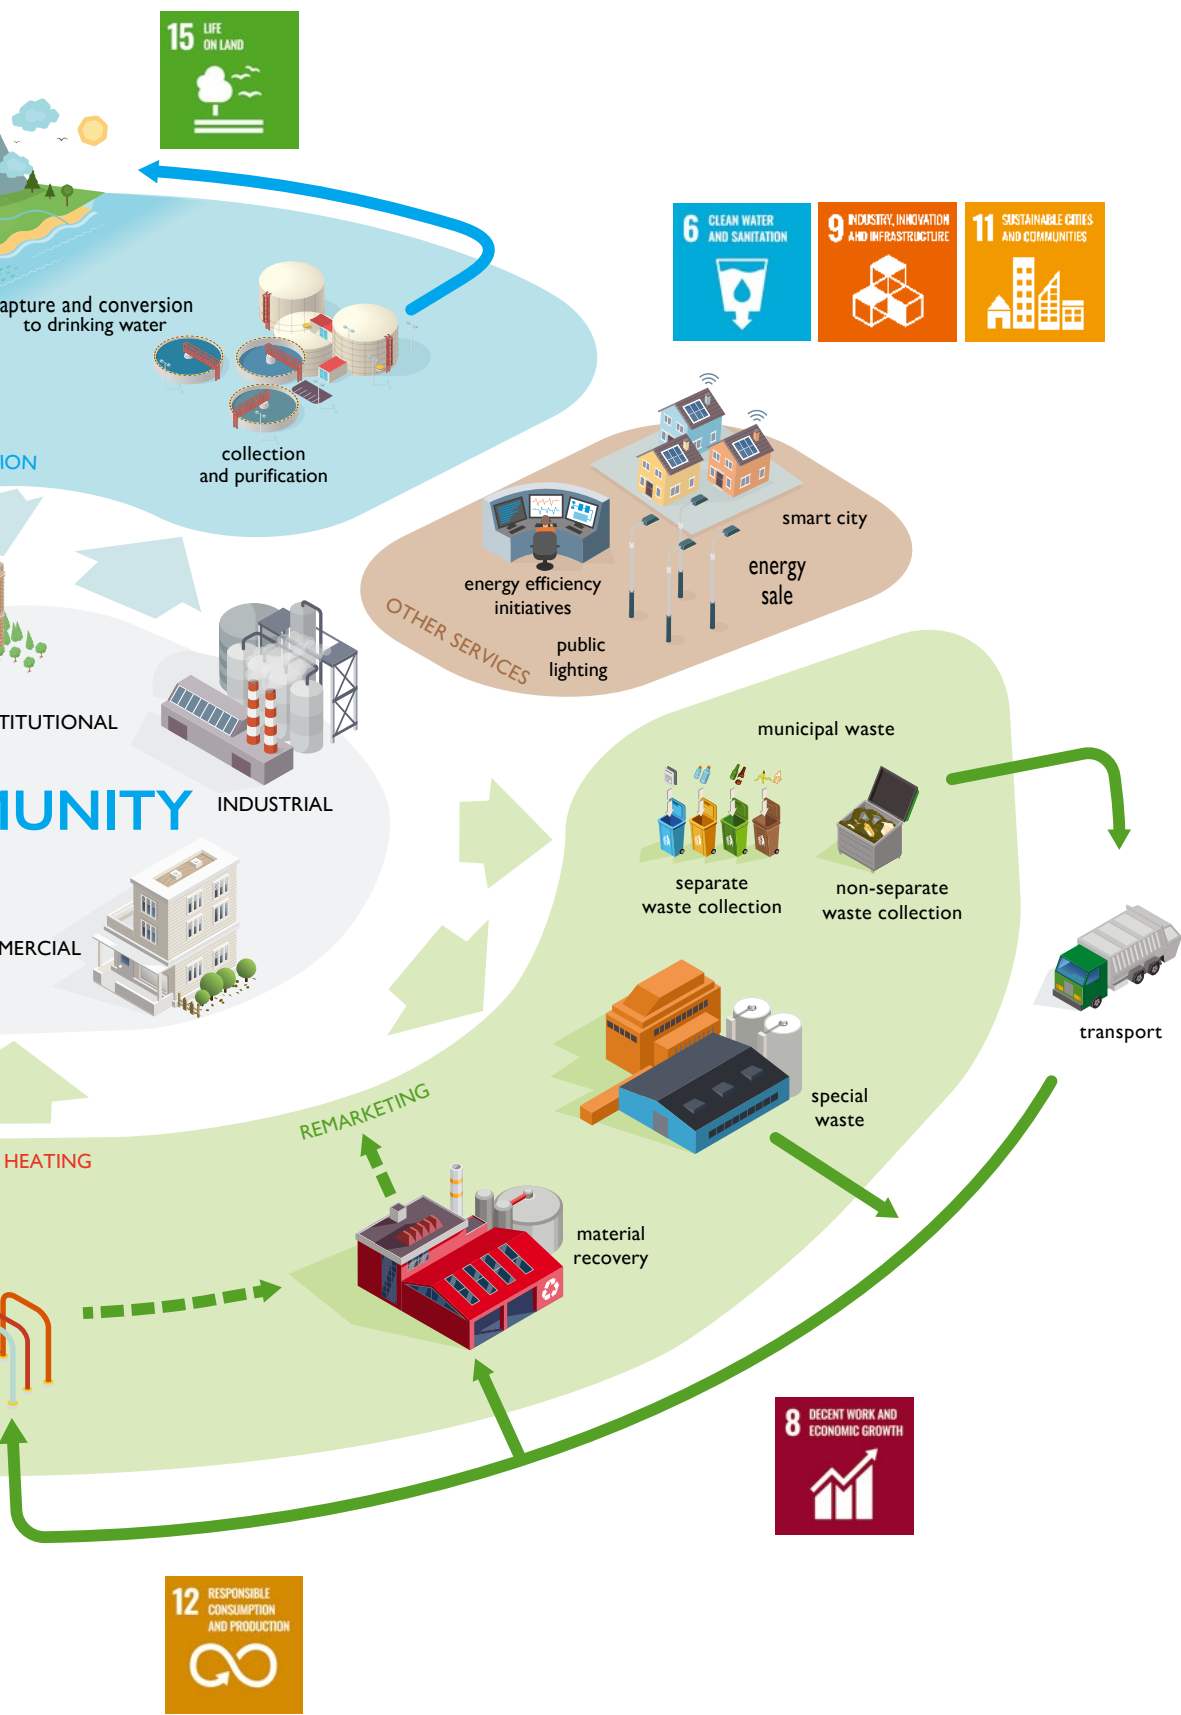 15 LIFE
ON LAND
6 CLEAN WATER
AND SANITATION
9 INDUSTRY, INNOVATION
AND INFRASTRUCTURE
11 SUSTAINABLE CITIES
AND COMMUNITIES
apture and conversion
to drinking water
collection
and purification
ION
smart city
energy
sale
energy efficiency
initiatives
public
lighting
OTHER SERVICES
TITUTIONAL
INDUSTRIAL
MUNITY
MERCIAL
municipal waste
separate
waste collection
non-separate
waste collection
transport
special
waste
REMARKETING
HEATING
material
recovery
8 DECENT WORK AND
ECONOMIC GROWTH
12 RESPONSIBLE
CONSUMPTION
AND PRODUCTION